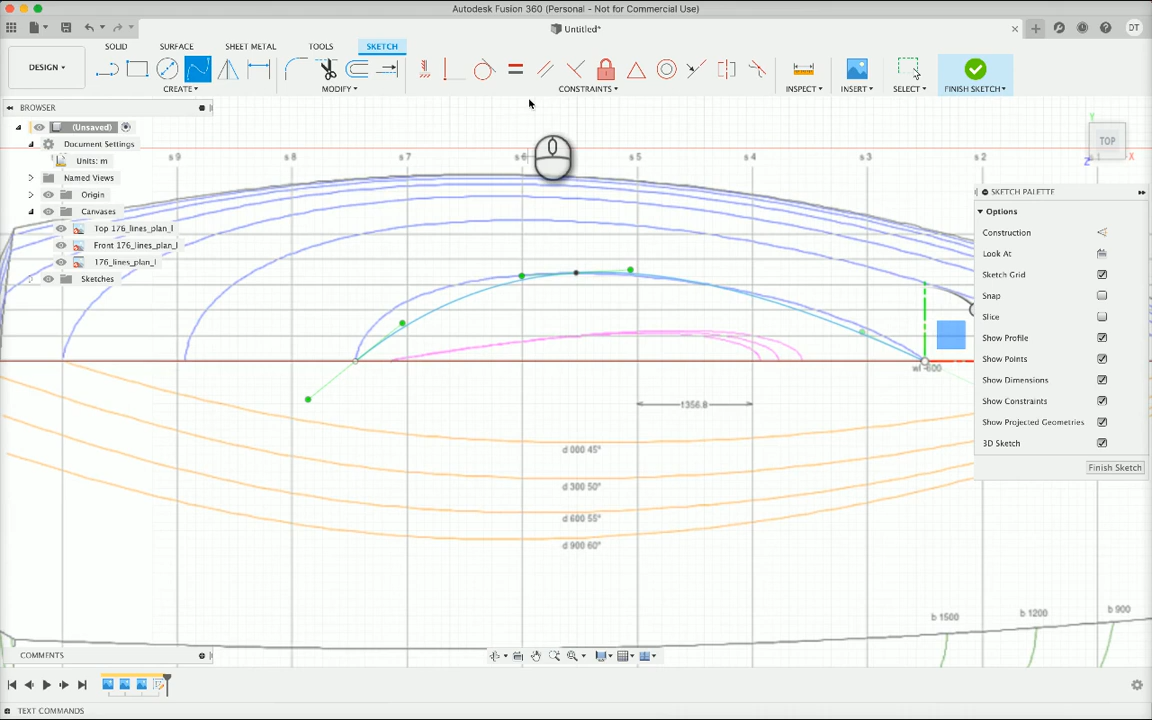 Autodesk Fusion 360 (Personal - Not for Commercial Use)
Untitled*
DT
SOLID SURFACE SHEET METAL TOOLS SKETCH
DESIGN
CREATE MODIFY CONSTRAINTS INSPECT INSERT SELECT FINISH SKETCH
BROWSER
(Unsaved)
Document Settings
Units: m
Named Views
Origin
Canvases
Top 176_lines_plan_l
Front 176_lines_plan_l
176_lines_plan_l
Sketches
s 9 s 8 s 7 s 6 s 5 s 4 s 3 s 2
TOP
X
Y
Z
SKETCH PALETTE
Options
Construction
Look At
Sketch Grid
Snap
Slice
Show Profile
Show Points
Show Dimensions
Show Constraints
Show Projected Geometries
3D Sketch
Finish Sketch
wl -600
1356.8
d 000 45°
d 300 50°
d 600 55°
d 900 60°
b 1500 b 1200 b 900
COMMENTS
TEXT COMMANDS